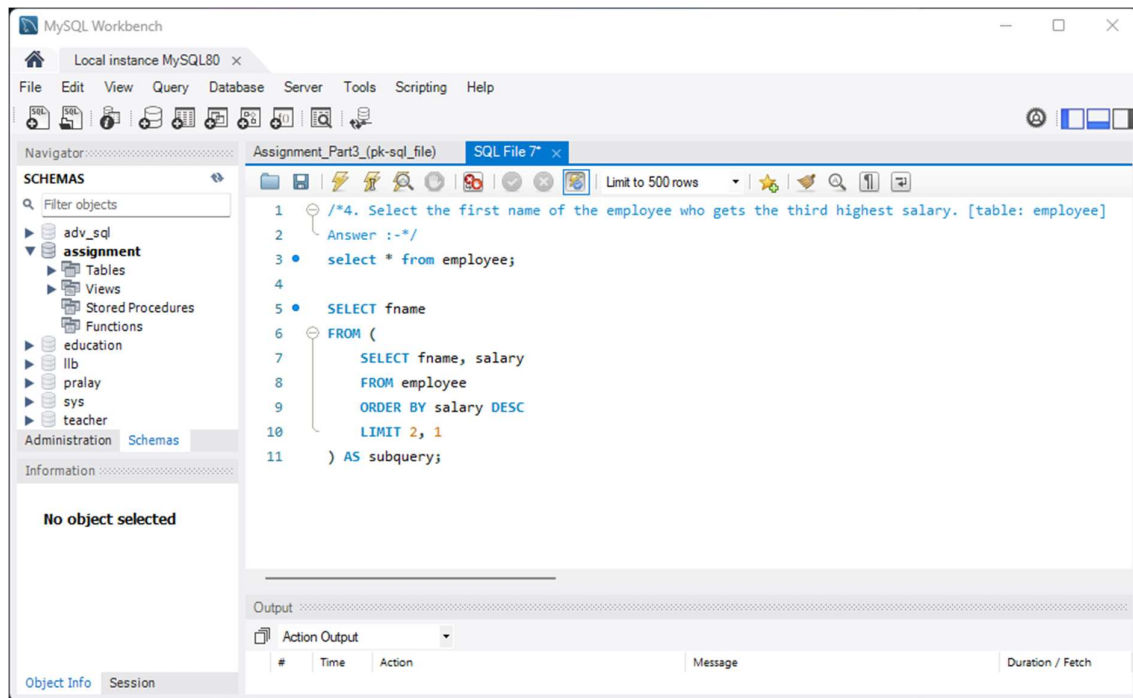 MySQL Workbench
Local instance MySQL80
File Edit View Query Database Server Tools Scripting Help
Navigator
SCHEMAS
Filter objects
adv_sql
assignment
Tables
Views
Stored Procedures
Functions
education
llb
pralay
sys
teacher
Administration Schemas
Information
No object selected
Object Info Session
Assignment_Part3_(pk-sql_file) SQL File 7*
Limit to 500 rows
1 /*4. Select the first name of the employee who gets the third highest salary. [table: employee]
2 Answer :-*/
3 select * from employee;
4
5 SELECT fname
6 FROM (
7 SELECT fname, salary
8 FROM employee
9 ORDER BY salary DESC
10 LIMIT 2, 1
11 ) AS subquery;
Output
Action Output
# Time Action Message Duration / Fetch